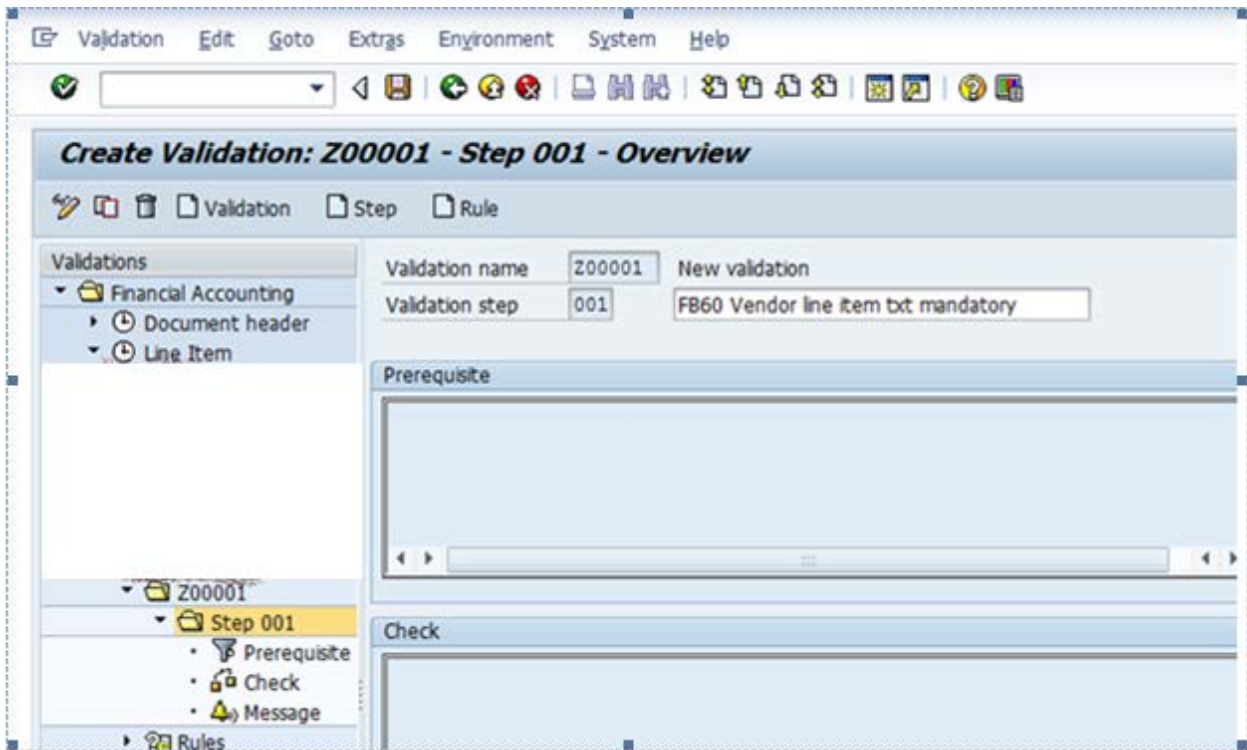 Validation Edit Goto Extras Environment System Help
Create Validation: Z00001 - Step 001 - Overview
Validation Step Rule
Validations
Financial Accounting
Document header
Line Item
Z00001
Step 001
Prerequisite
Check
Message
Rules
Validation name Z00001 New validation
Validation step 001 FB60 Vendor line item txt mandatory
Prerequisite
Check